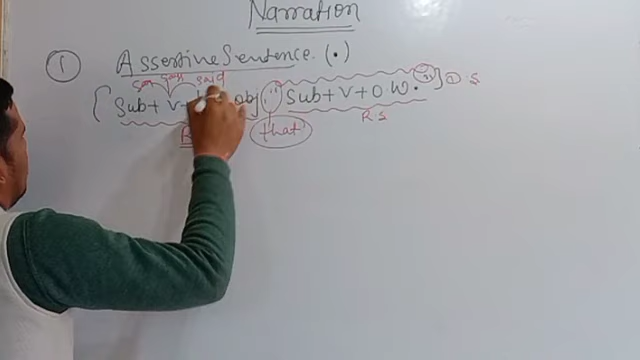 Narration
① Assertive Sentence. (•)
say says said
{ Sub + V + obj , " Sub + V + O.W. " } D S
R that R S